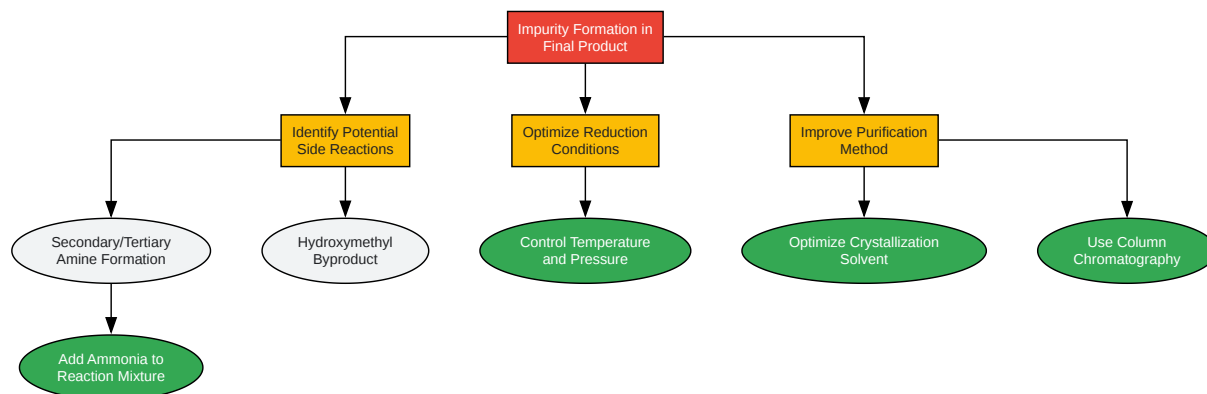 Impurity Formation in
Final Product
Identify Potential
Side Reactions
Optimize Reduction
Conditions
Improve Purification
Method
Secondary/Tertiary
Amine Formation
Hydroxymethyl
Byproduct
Control Temperature
and Pressure
Optimize Crystallization
Solvent
Use Column
Chromatography
Add Ammonia to
Reaction Mixture